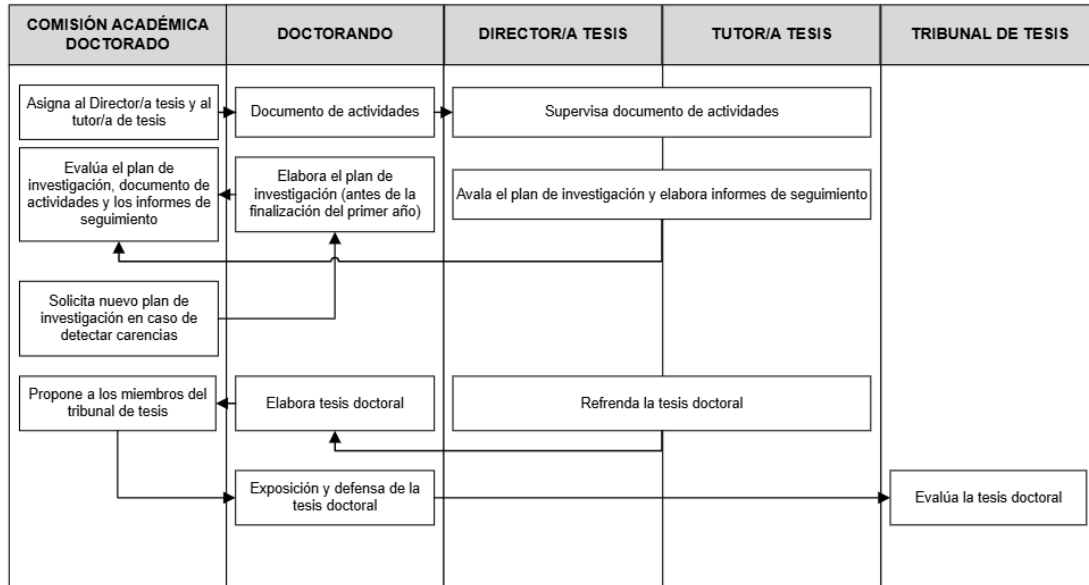 COMISIÓN ACADÉMICA
DOCTORADO
DOCTORANDO
DIRECTOR/A TESIS
TUTOR/A TESIS
TRIBUNAL DE TESIS
Asigna al Director/a tesis y al
tutor/a de tesis
Documento de actividades
Supervisa documento de actividades
Evalúa el plan de
investigación, documento de
actividades y los informes de
seguimiento
Elabora el plan de
investigación (antes de la
finalización del primer año)
Avala el plan de investigación y elabora informes de seguimiento
Solicita nuevo plan de
investigación en caso de
detectar carencias
Propone a los miembros del
tribunal de tesis
Elabora tesis doctoral
Refrenda la tesis doctoral
Exposición y defensa de la
tesis doctoral
Evalúa la tesis doctoral